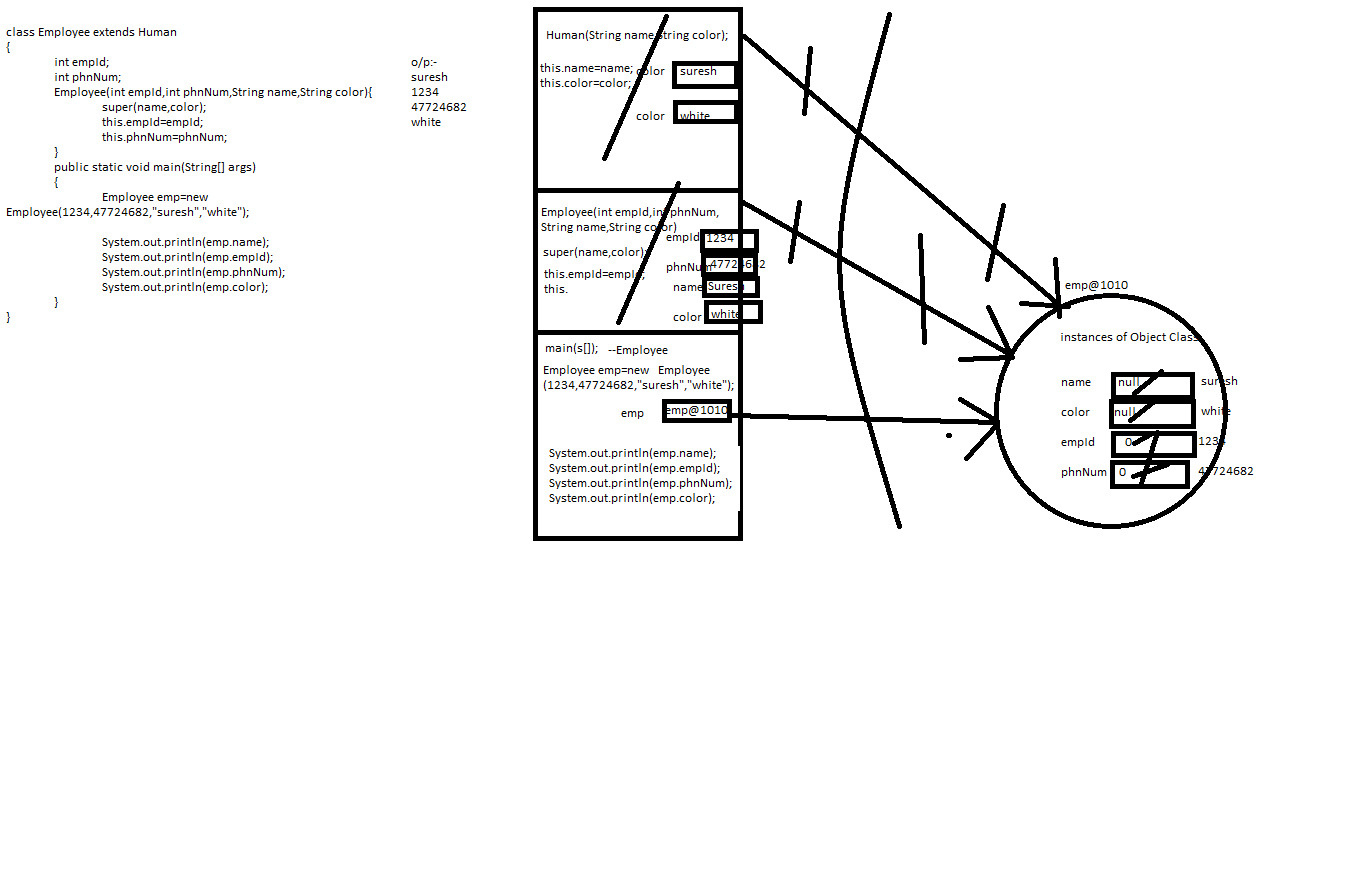 class Employee extends Human
{
int empId;
int phnNum;
Employee(int empId,int phnNum,String name,String color){
super(name,color);
this.empId=empId;
this.phnNum=phnNum;
}
public static void main(String[] args)
{
Employee emp=new
Employee(1234,47724682,"suresh","white");
System.out.println(emp.name);
System.out.println(emp.empId);
System.out.println(emp.phnNum);
System.out.println(emp.color);
}
}
o/p:-
suresh
1234
47724682
white
Human(String name,String color);
this.name=name;
this.color=color;
color suresh
color white
Employee(int empId,int phnNum,
String name,String color)
super(name,color);
this.empId=empId;
this.
empId 1234
phnNum 47724682
name Suresh
color white
main(s[]); --Employee
Employee emp=new Employee
(1234,47724682,"suresh","white");
emp emp@1010
System.out.println(emp.name);
System.out.println(emp.empId);
System.out.println(emp.phnNum);
System.out.println(emp.color);
emp@1010
instances of Object Class
name null suresh
color null white
empId 0 1234
phnNum 0 47724682